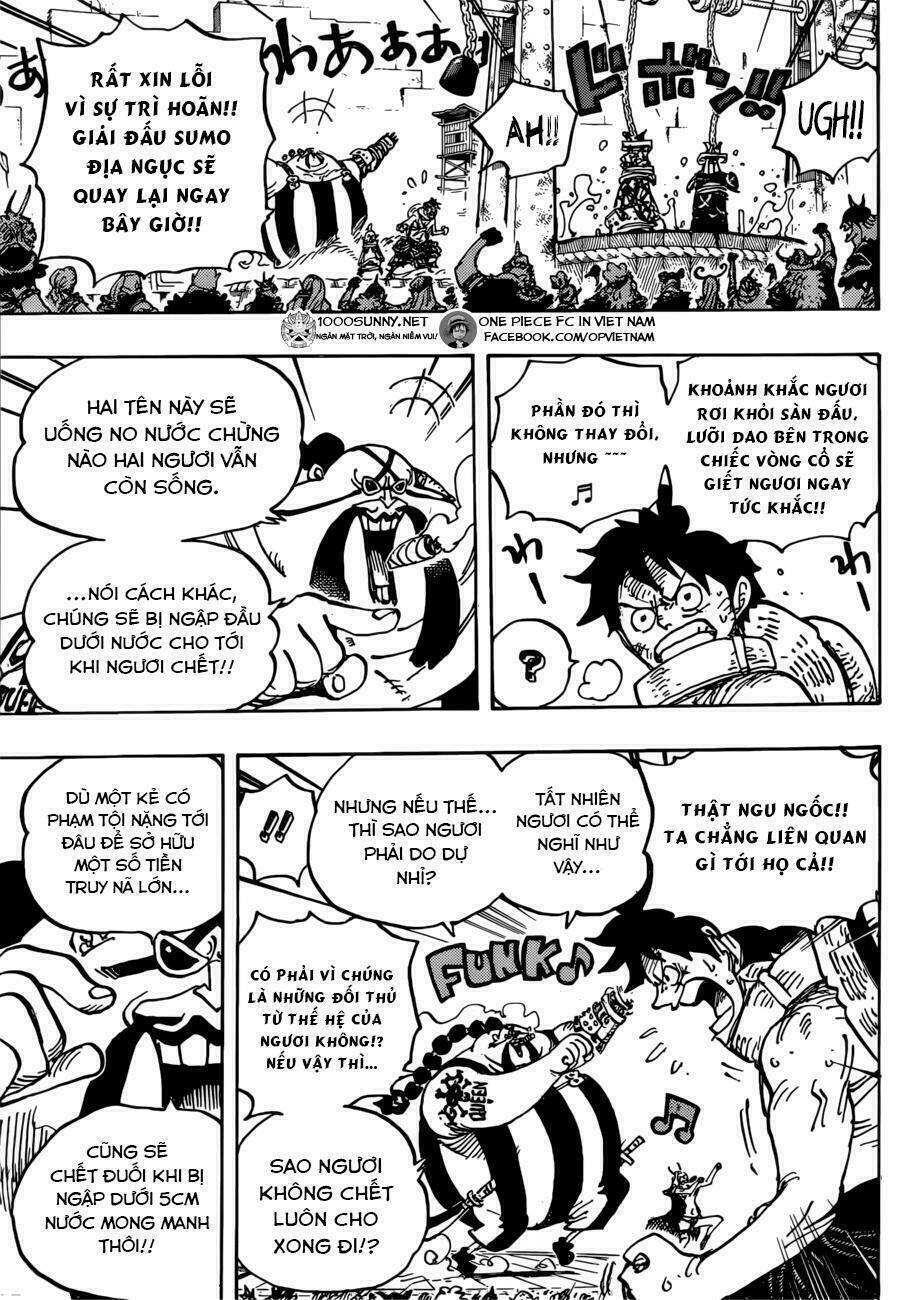 わあぁぁぁ
ドボン!!
UGH!!
AH!!
RẤT XIN LỖI
VÌ SỰ TRÌ HOÃN!!
GIẢI ĐẤU SUMO
ĐỊA NGỤC SẼ
QUAY LẠI NGAY
BÂY GIỜ!!
1000SUNNY.NET
NGÀN MẶT TRỜI, NGÀN NIỀM VUI!
ONE PIECE FC IN VIET NAM
FACEBOOK.COM/OPVIETNAM
KHOẢNH KHẮC NGƯƠI
RƠI KHỎI SÀN ĐẤU,
LƯỠI DAO BÊN TRONG
CHIẾC VÒNG CỔ SẼ
GIẾT NGƯƠI NGAY
TỨC KHẮC!!
PHẦN ĐÓ THÌ
KHÔNG THAY ĐỔI,
NHƯNG ~~~
わー
わー
?
HAI TÊN NÀY SẼ
UỐNG NO NƯỚC CHỪNG
NÀO HAI NGƯƠI VẪN
CÒN SỐNG.
...NÓI CÁCH KHÁC,
CHÚNG SẼ BỊ NGẬP ĐẦU
DƯỚI NƯỚC CHO TỚI
KHI NGƯƠI CHẾT!!
THẬT NGU NGỐC!!
TA CHẲNG LIÊN QUAN
GÌ TỚI HỌ CẢ!!
TẤT NHIÊN
NGƯƠI CÓ THỂ
NGHĨ NHƯ
VẬY...
NHƯNG NẾU THẾ...
THÌ SAO NGƯƠI
PHẢI DO DỰ
NHỈ?
!!
FUNK♪
CÓ PHẢI VÌ CHÚNG
LÀ NHỮNG ĐỐI THỦ
TỪ THẾ HỆ CỦA
NGƯƠI KHÔNG!?
NẾU VẬY THÌ...
QUEEN
SAO NGƯƠI
KHÔNG CHẾT
LUÔN CHO
XONG ĐI!?
DÙ MỘT KẺ CÓ
PHẠM TỘI NẶNG TỚI
ĐÂU ĐỂ SỞ HỮU
MỘT SỐ TIỀN
TRUY NÃ LỚN...
CŨNG SẼ
CHẾT ĐUỐI KHI BỊ
NGẬP DƯỚI 5CM
NƯỚC MONG MANH
THÔI!!